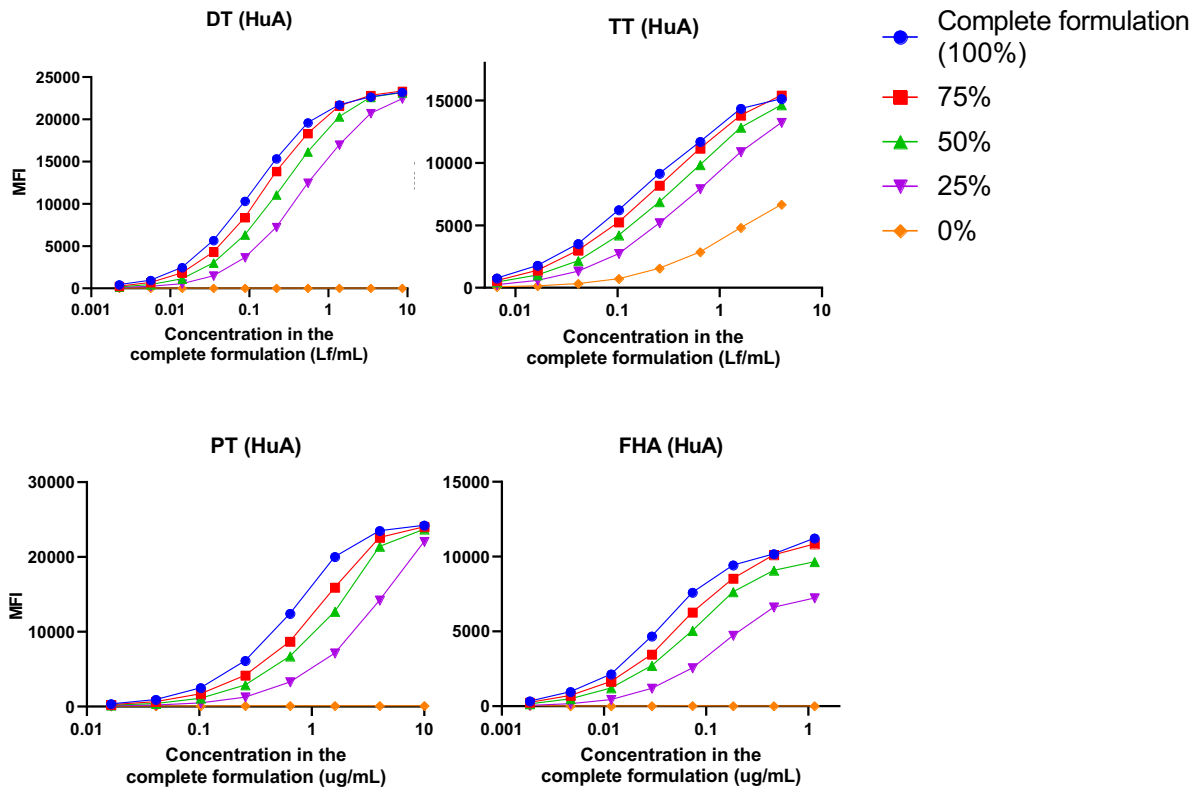 DT (HuA)
TT (HuA)
Complete formulation
(100%)
75%
50%
25%
0%
25000
20000
15000
10000
5000
0
MFI
0.001
0.01
0.1
1
10
Concentration in the
complete formulation (Lf/mL)
15000
10000
5000
0
0.01
0.1
1
10
Concentration in the
complete formulation (Lf/mL)
PT (HuA)
FHA (HuA)
30000
20000
10000
0
MFI
0.01
0.1
1
10
Concentration in the
complete formulation (ug/mL)
15000
10000
5000
0
0.001
0.01
0.1
1
Concentration in the
complete formulation (ug/mL)